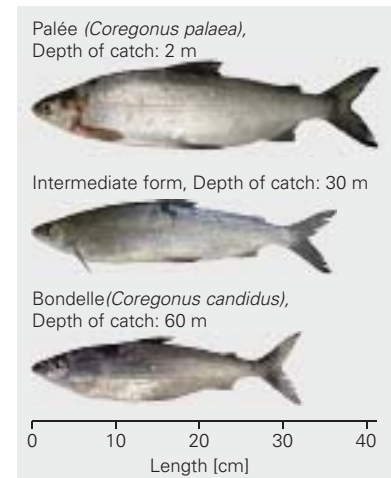 Palée (Coregonus palaea),
Depth of catch: 2 m
Intermediate form, Depth of catch: 30 m
Bondelle(Coregonus candidus),
Depth of catch: 60 m
0 10 20 30 40
Length [cm]